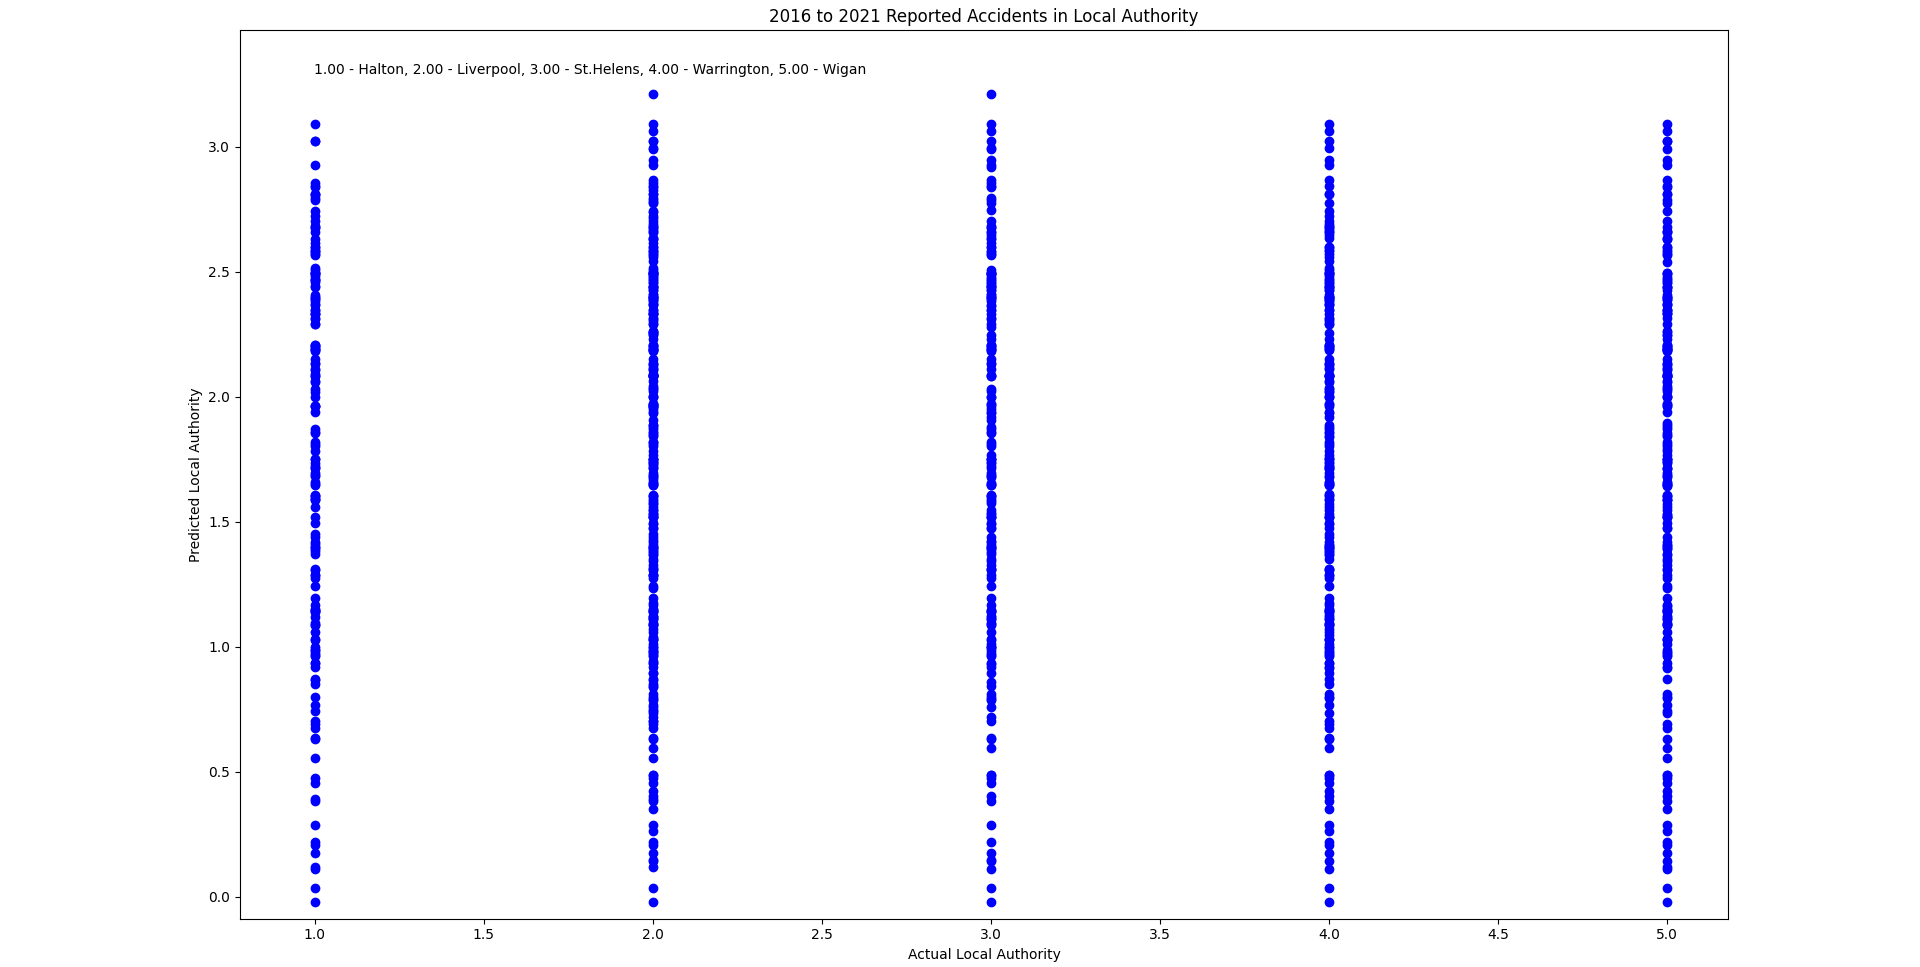 2016 to 2021 Reported Accidents in Local Authority
1.00 - Halton, 2.00 - Liverpool, 3.00 - St.Helens, 4.00 - Warrington, 5.00 - Wigan
Predicted Local Authority
3.0
2.5
2.0
1.5
1.0
0.5
0.0
1.0 1.5 2.0 2.5 3.0 3.5 4.0 4.5 5.0
Actual Local Authority